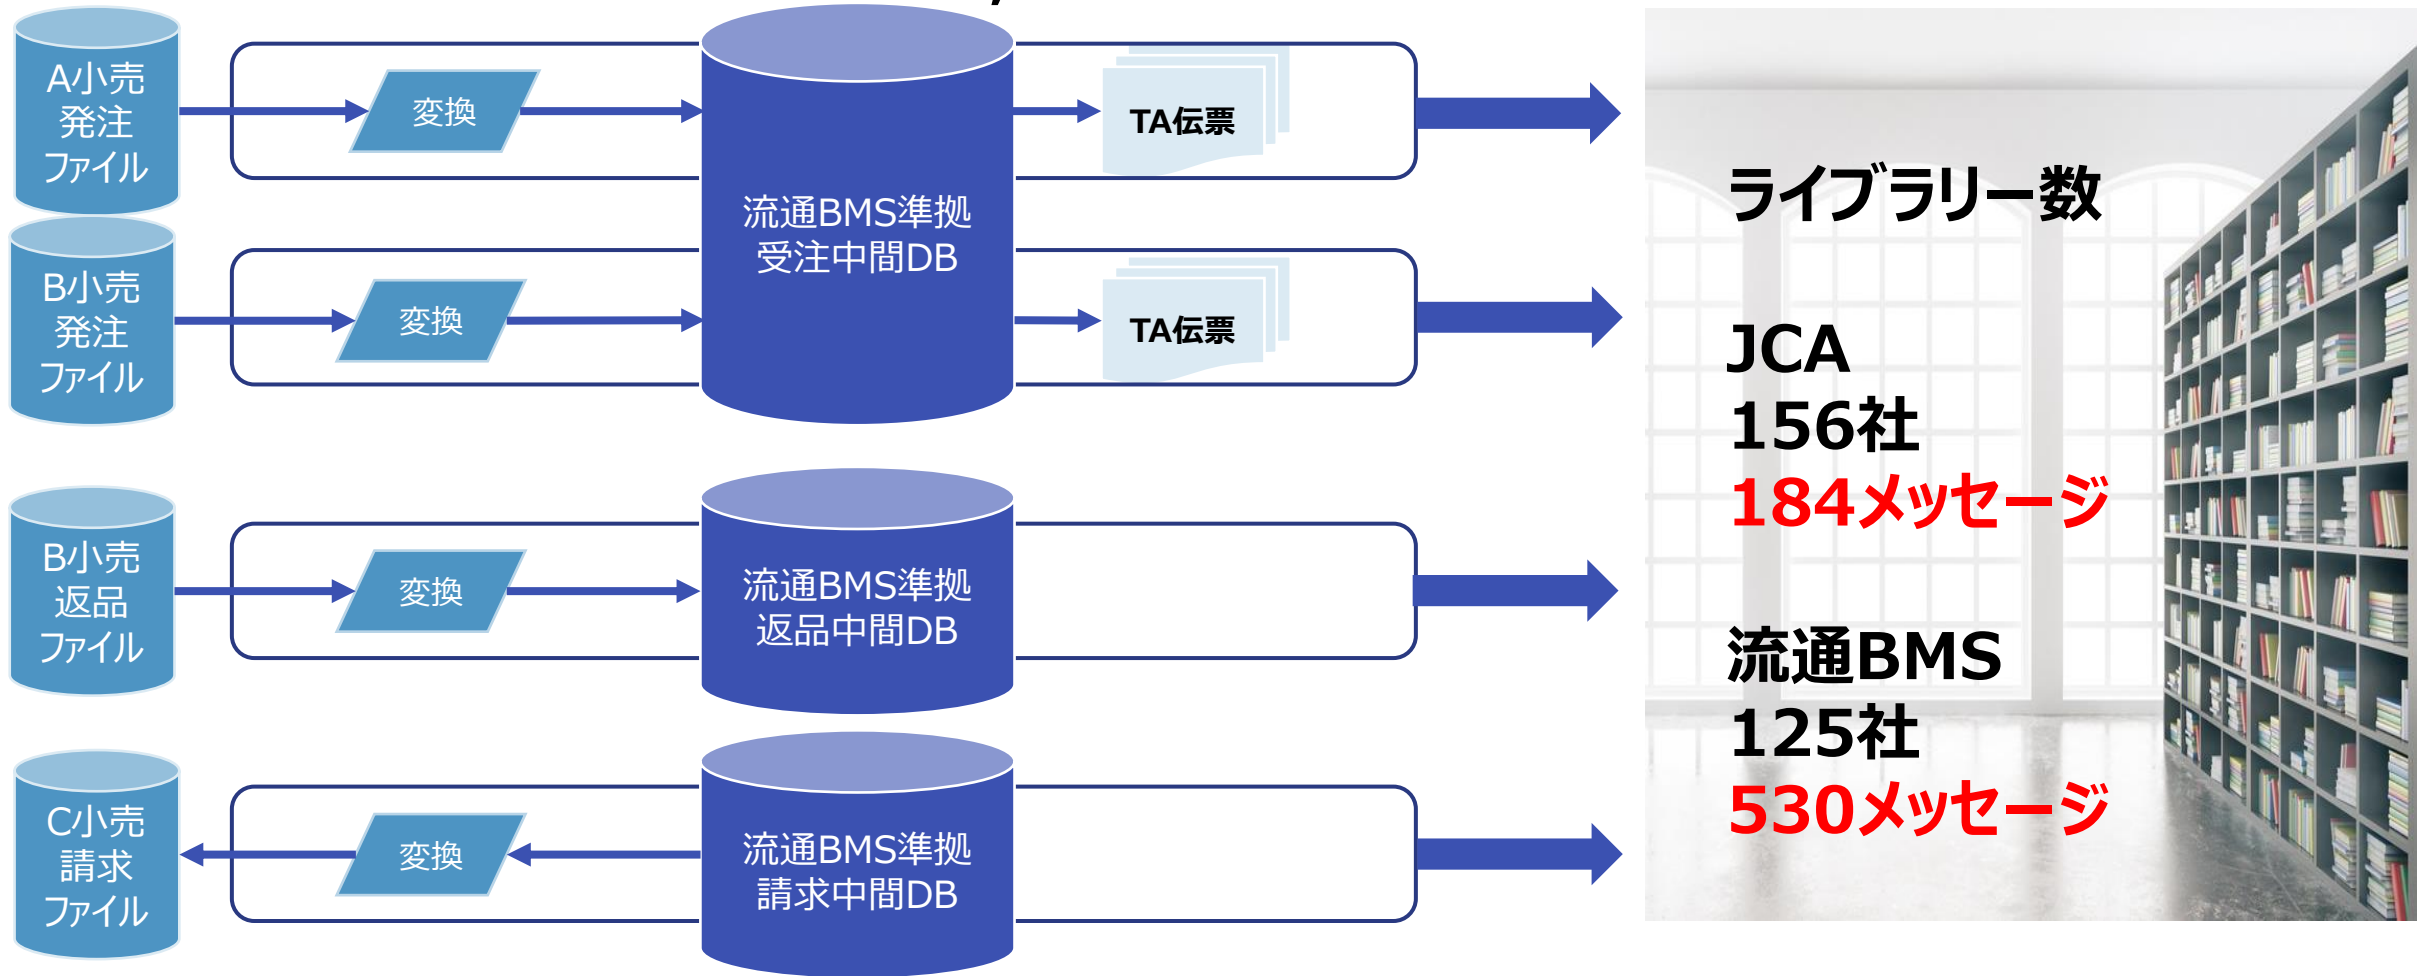 A小売
発注
ファイル
変換
TA伝票
B小売
発注
ファイル
変換
流通BMS準拠
受注中間DB
TA伝票
B小売
返品
ファイル
変換
流通BMS準拠
返品中間DB
C小売
請求
ファイル
変換
流通BMS準拠
請求中間DB
ライブラリー数
JCA
156社
184メッセージ
流通BMS
125社
530メッセージ